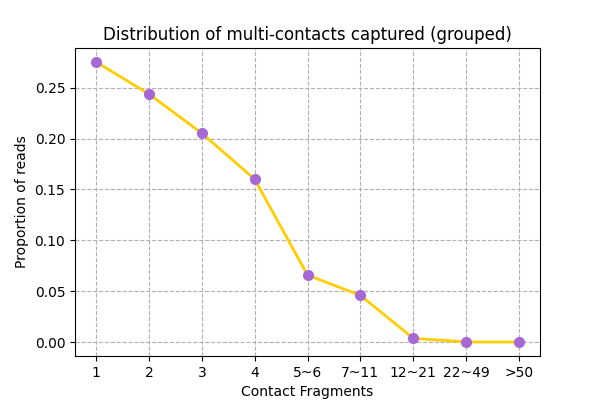 Distribution of multi-contacts captured (grouped)
Proportion of reads
0.25
0.20
0.15
0.10
0.05
0.00
1 2 3 4 5~6 7~11 12~21 22~49 >50
Contact Fragments